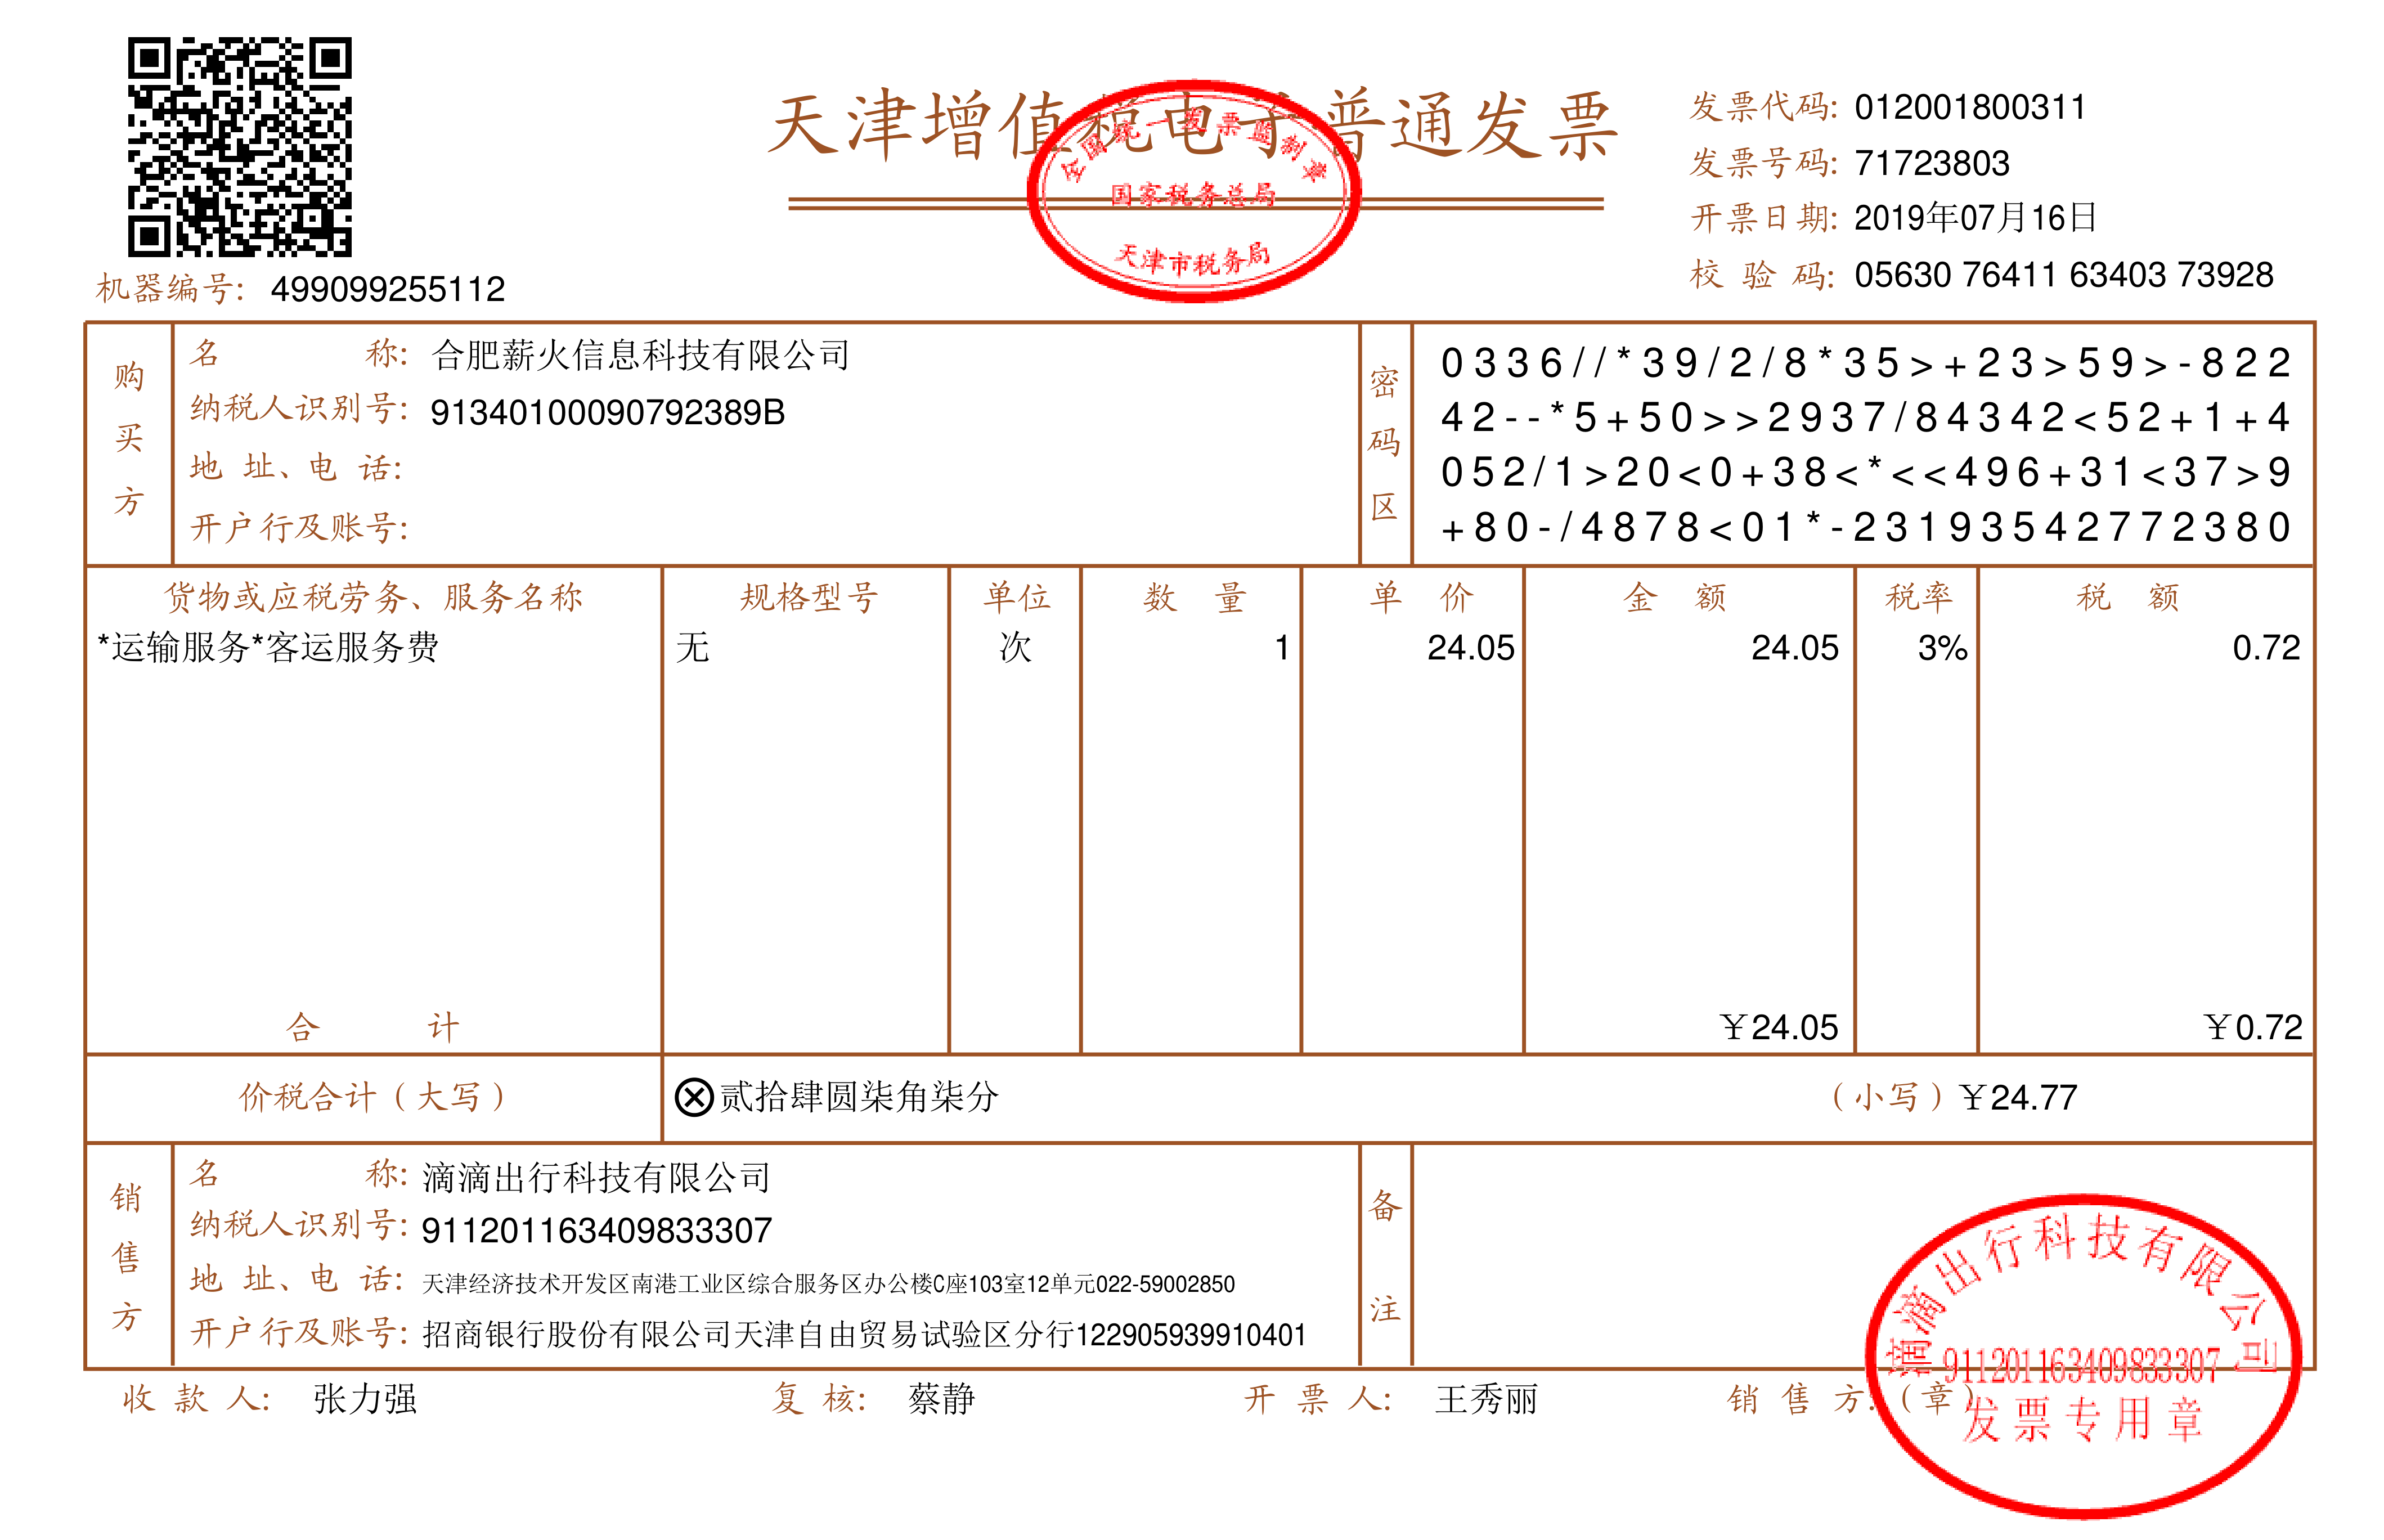 天津增值税电子普通发票
全国统一发票监制章
国家税务总局
天津市税务局
发票代码: 012001800311
发票号码: 71723803
开票日期: 2019年07月16日
校 验 码: 05630 76411 63403 73928
机器编号: 499099255112
购买方
名 称: 合肥薪火信息科技有限公司
纳税人识别号: 91340100090792389B
地 址、电 话:
开户行及账号:
密码区
0336//*39/2/8*35>+23>59>-822
42--*5+50>>2937/84342<52+1+4
052/1>20<0+38<*<<496+31<37>9
+80-/4878<01*-23193542772380
货物或应税劳务、服务名称 规格型号 单位 数 量 单 价 金 额 税率 税 额
*运输服务*客运服务费 无 次 1 24.05 24.05 3% 0.72
合 计 ￥24.05 ￥0.72
价税合计（大写） ⊗贰拾肆圆柒角柒分 （小写）￥24.77
销售方
名 称: 滴滴出行科技有限公司
纳税人识别号: 911201163409833307
地 址、电 话: 天津经济技术开发区南港工业区综合服务区办公楼C座103室12单元022-59002850
开户行及账号: 招商银行股份有限公司天津自由贸易试验区分行122905939910401
备注
收 款 人: 张力强 复 核: 蔡静 开 票 人: 王秀丽 销 售 方:（章）
滴滴出行科技有限公司
911201163409833307
发票专用章